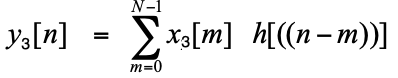 y₃[n] = ∑_{m=0}^{N−1} x₃[m] h[((n − m))]